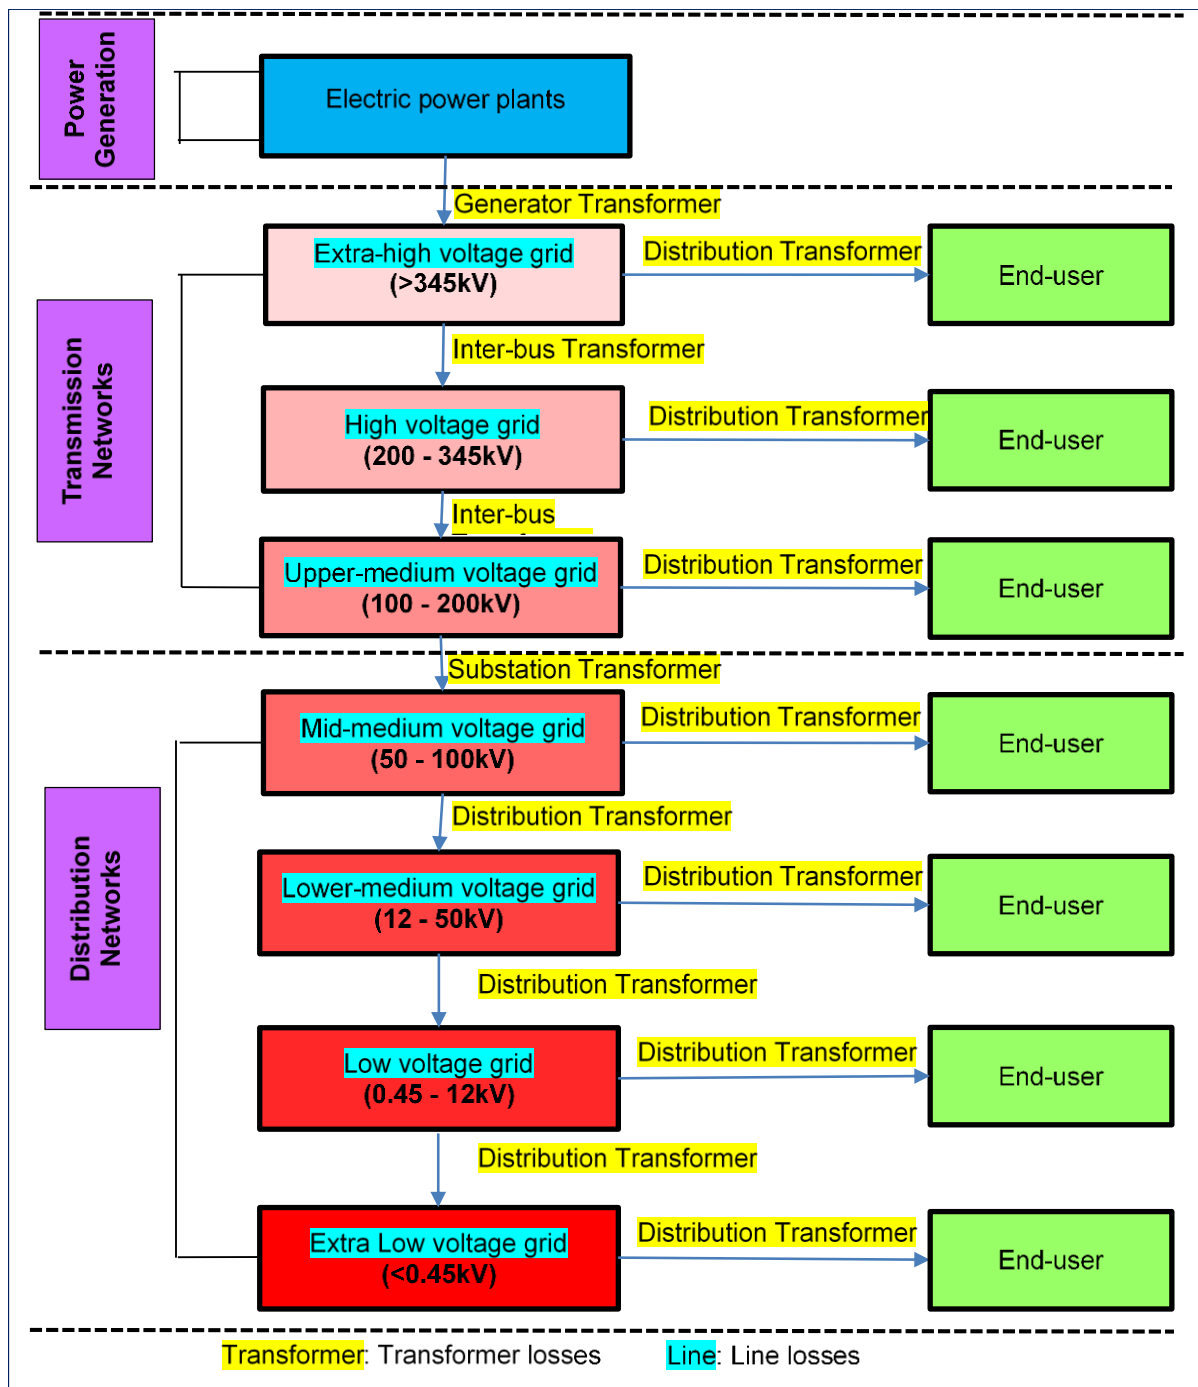 Power
Generation
Electric power plants
Generator Transformer
Transmission
Networks
Extra-high voltage grid
(>345kV)
Distribution Transformer
End-user
Inter-bus Transformer
High voltage grid
(200 - 345kV)
Distribution Transformer
End-user
Inter-bus
Upper-medium voltage grid
(100 - 200kV)
Distribution Transformer
End-user
Substation Transformer
Distribution
Networks
Mid-medium voltage grid
(50 - 100kV)
Distribution Transformer
End-user
Distribution Transformer
Lower-medium voltage grid
(12 - 50kV)
Distribution Transformer
End-user
Distribution Transformer
Low voltage grid
(0.45 - 12kV)
Distribution Transformer
End-user
Distribution Transformer
Extra Low voltage grid
(<0.45kV)
Distribution Transformer
End-user
Transformer: Transformer losses
Line: Line losses